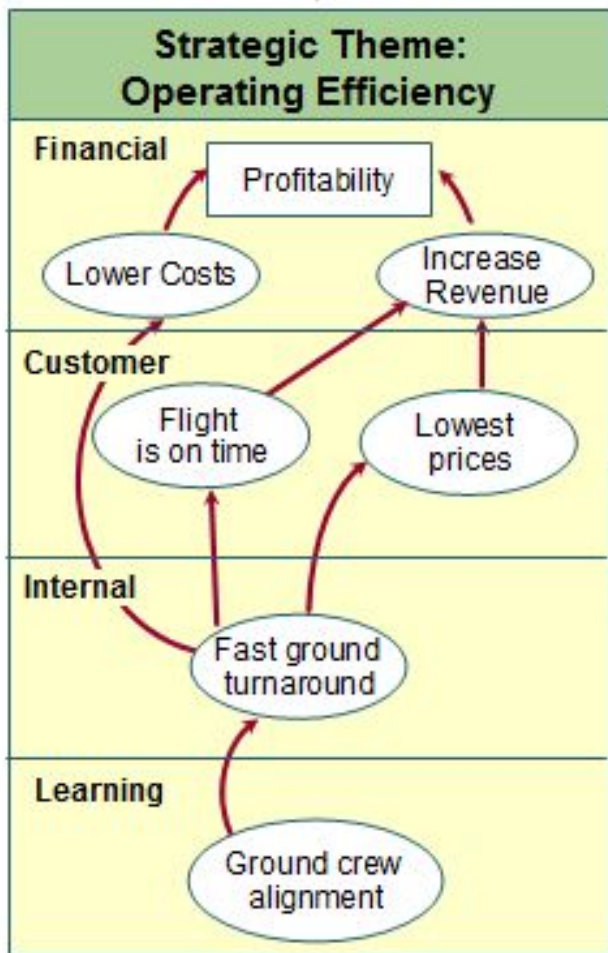 Strategic Theme:
Operating Efficiency
Financial
Profitability
Lower Costs
Increase
Revenue
Customer
Flight
is on time
Lowest
prices
Internal
Fast ground
turnaround
Learning
Ground crew
alignment